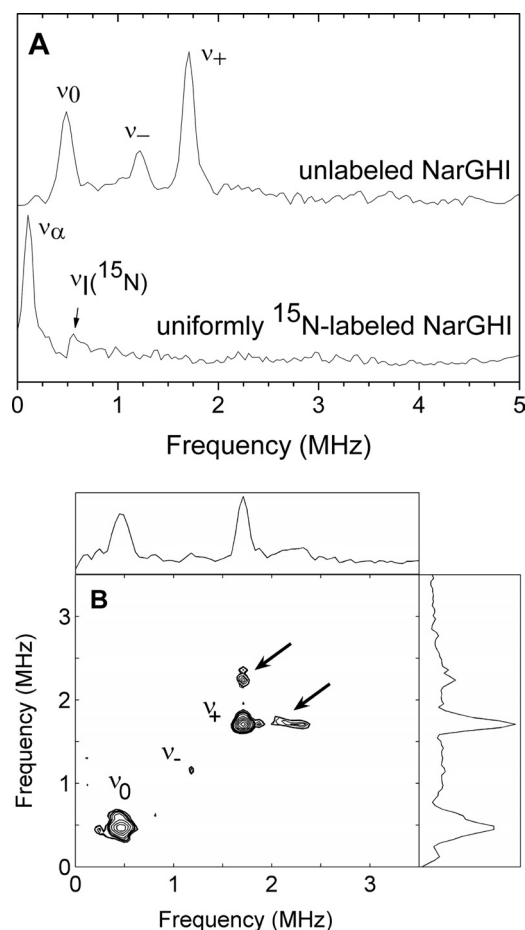 A
ν+
ν0
ν−
unlabeled NarGHI
να
νI(15N)
uniformly 15N-labeled NarGHI
0 1 2 3 4 5
Frequency (MHz)
B
3
2
1
0
Frequency (MHz)
ν+
ν-
ν0
0 1 2 3
Frequency (MHz)